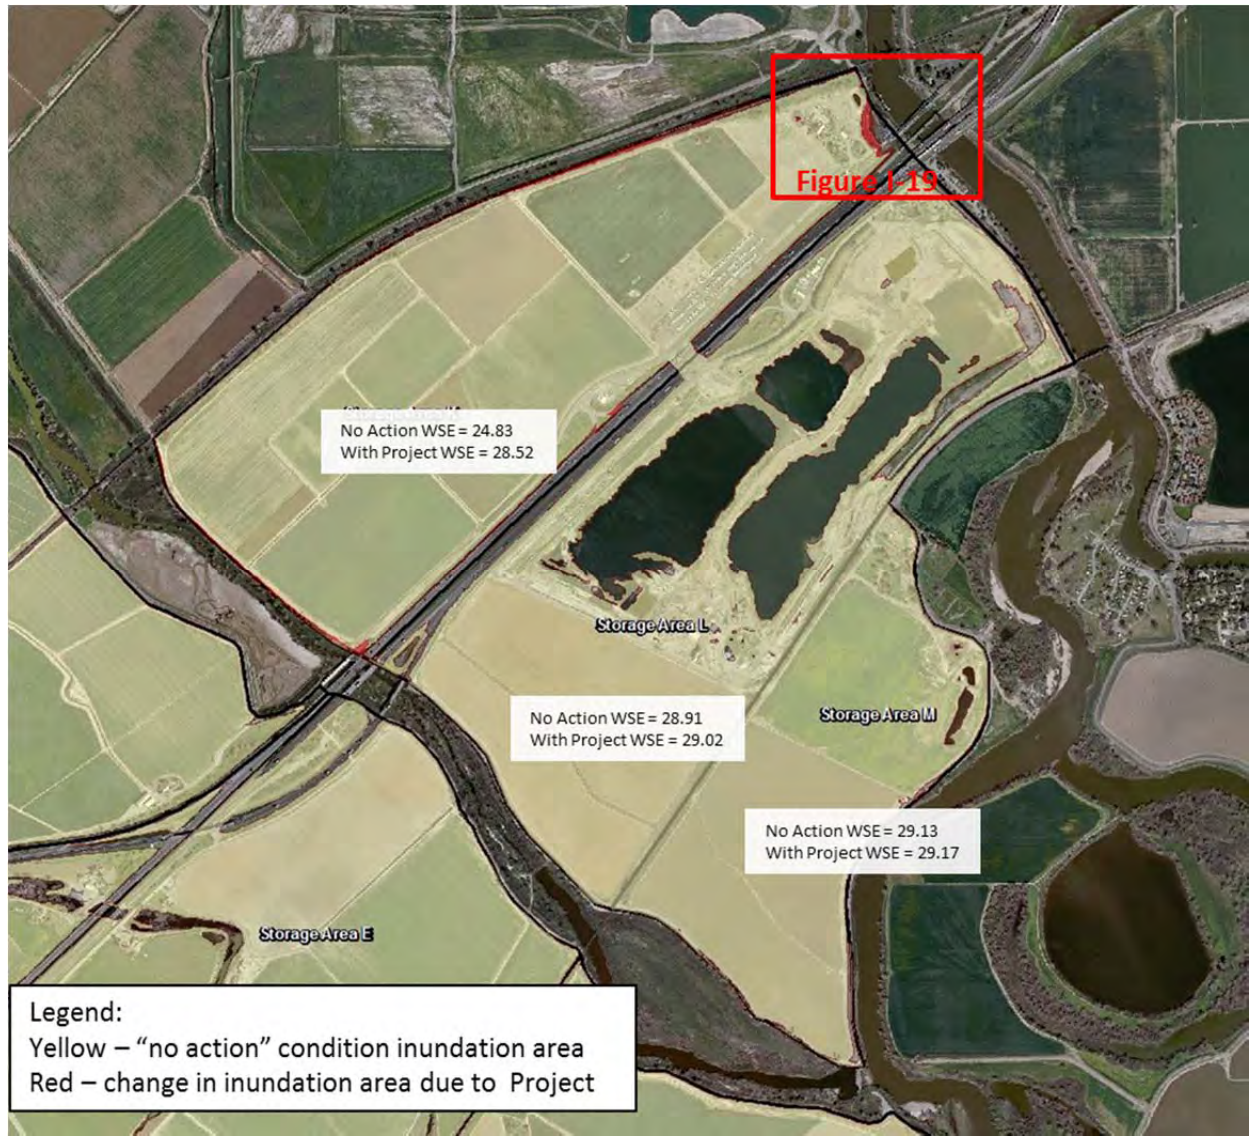 Figure I-19
No Action WSE = 24.83
With Project WSE = 28.52
Storage Area L
No Action WSE = 28.91
With Project WSE = 29.02
Storage Area M
No Action WSE = 29.13
With Project WSE = 29.17
Storage Area E
Legend:
Yellow – “no action” condition inundation area
Red – change in inundation area due to Project